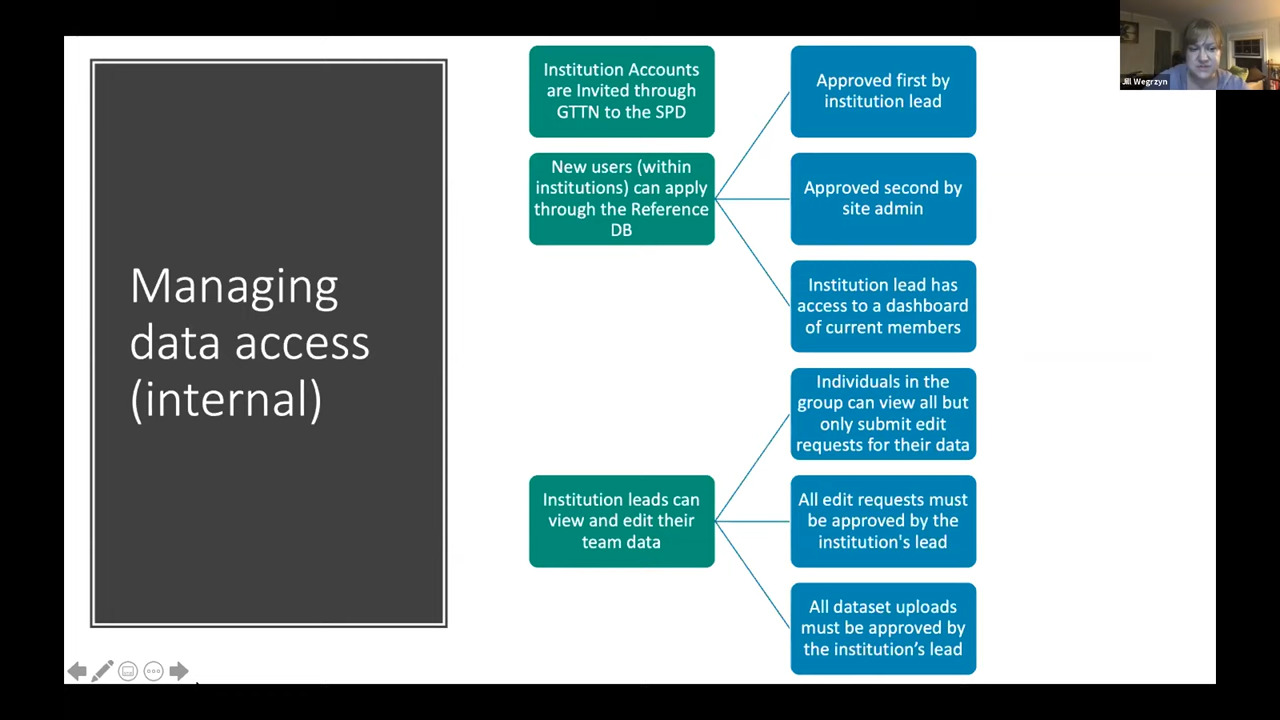 Managing
data access
(internal)
Institution Accounts
are Invited through
GTTN to the SPD
New users (within
institutions) can apply
through the Reference
DB
Approved first by
institution lead
Approved second by
site admin
Institution lead has
access to a dashboard
of current members
Institution leads can
view and edit their
team data
Individuals in the
group can view all but
only submit edit
requests for their data
All edit requests must
be approved by the
institution's lead
All dataset uploads
must be approved by
the institution’s lead
Jill Wegrzyn